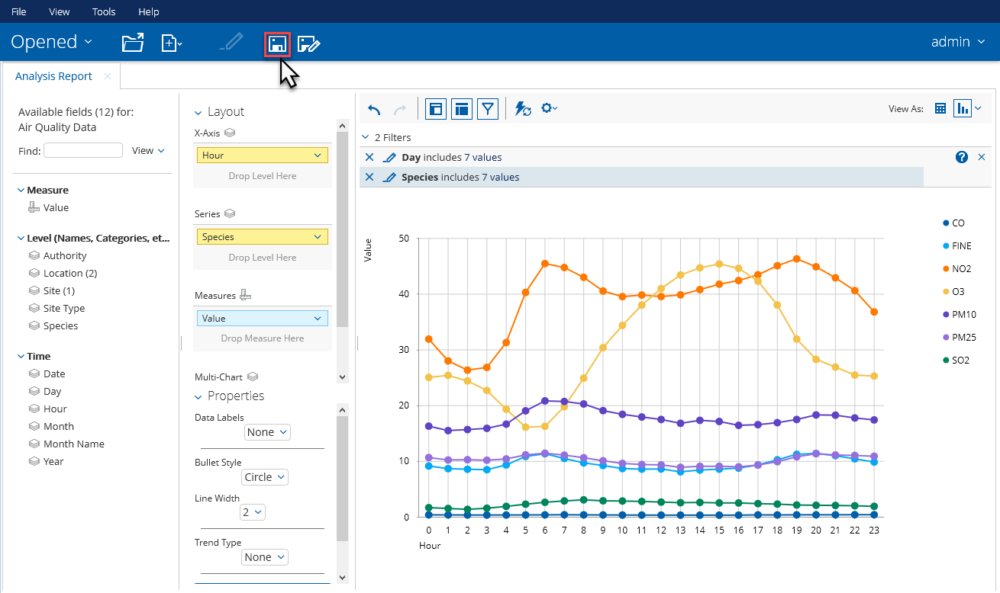 File View Tools Help
Opened
admin
Analysis Report
Available fields (12) for:
Air Quality Data
Find:
View
Measure
Value
Level (Names, Categories, et...
Authority
Location (2)
Site (1)
Site Type
Species
Time
Date
Day
Hour
Month
Month Name
Year
Layout
X-Axis
Hour
Drop Level Here
Series
Species
Drop Level Here
Measures
Value
Drop Measure Here
Multi-Chart
Properties
Data Labels
None
Bullet Style
Circle
Line Width
2
Trend Type
None
View As:
2 Filters
Day includes 7 values
?
Species includes 7 values
Value
50
40
30
20
10
0
0 1 2 3 4 5 6 7 8 9 10 11 12 13 14 15 16 17 18 19 20 21 22 23
Hour
CO
FINE
NO2
O3
PM10
PM25
SO2